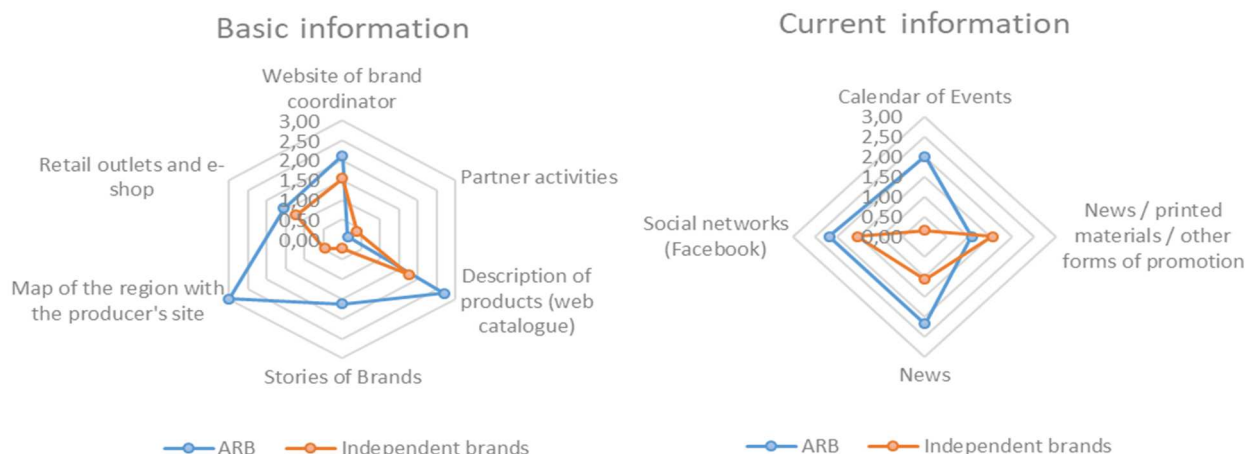 Basic information
Website of brand
coordinator
3,00
2,50
2,00
1,50
1,00
0,50
0,00
Retail outlets and e-
shop
Partner activities
Map of the region with
the producer's site
Description of
products (web
catalogue)
Stories of Brands
ARB
Independent brands
Current information
Calendar of Events
3,00
2,50
2,00
1,50
1,00
0,50
0,00
Social networks
(Facebook)
News / printed
materials / other
forms of promotion
News
ARB
Independent brands